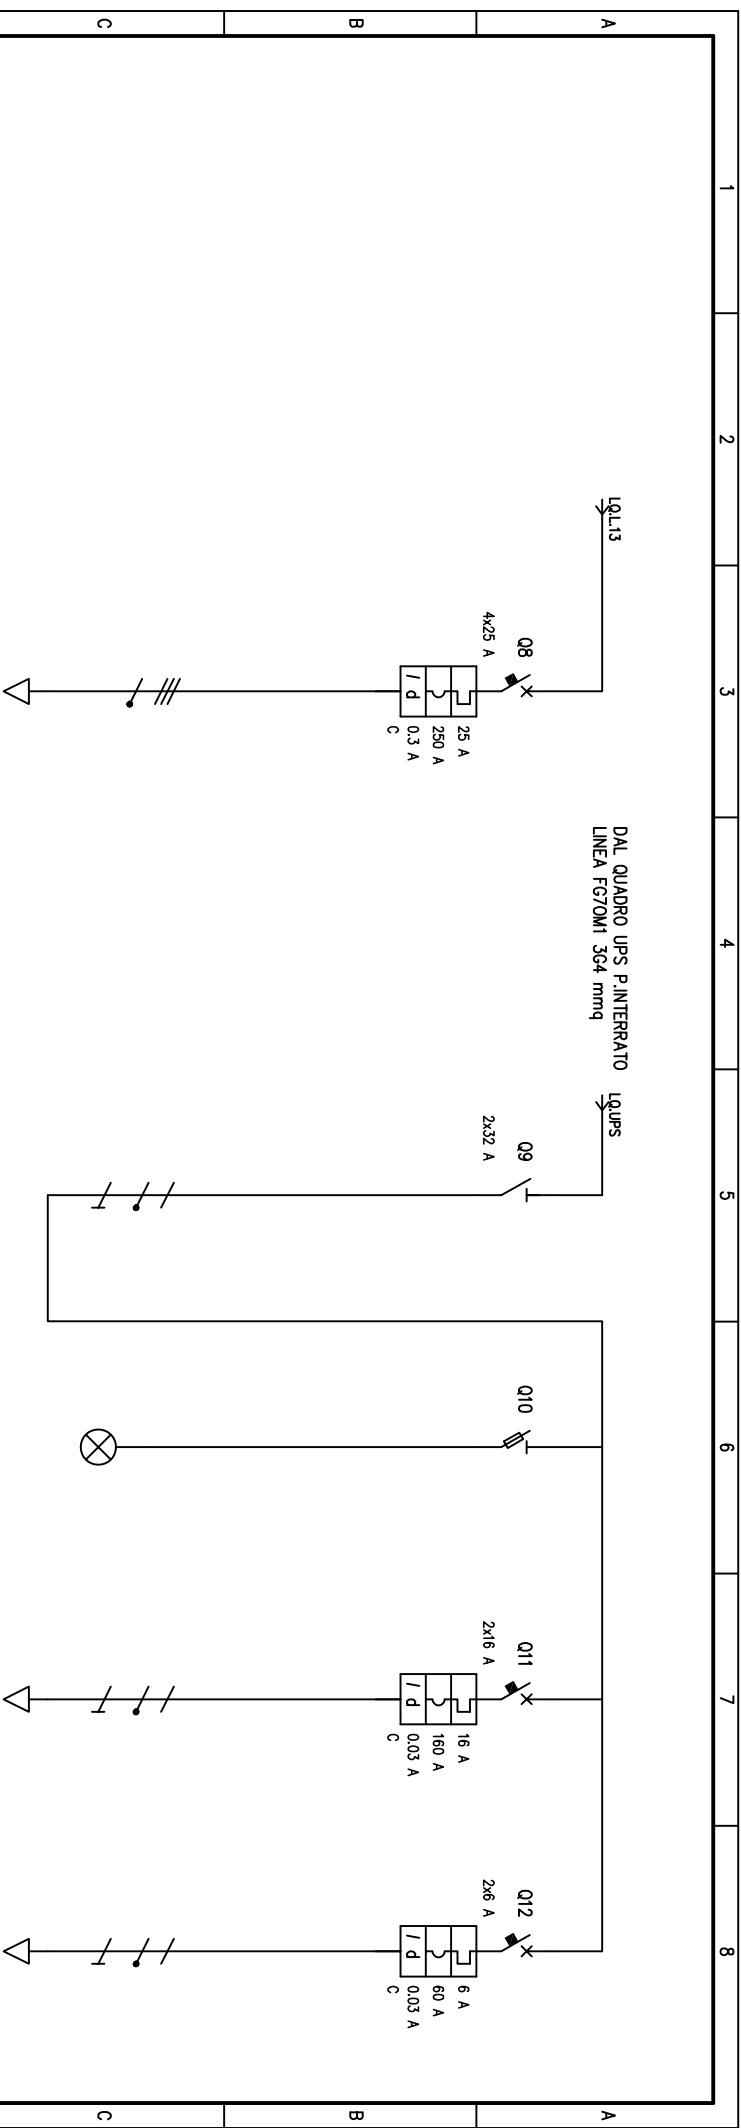 1
2
3
4
5
6
7
8
A
A
LQ.L.13
DAL QUADRO UPS P.INTERRATO
LINEA FG7OM1 3G4 mmq
LQ.UPS
Q8
4x25 A
25 A
250 A
I d
0.3 A
C
Q9
2x32 A
Q10
Q11
2x16 A
16 A
160 A
I d
0.03 A
C
Q12
2x6 A
6 A
60 A
I d
0.03 A
C
B
B
C
C